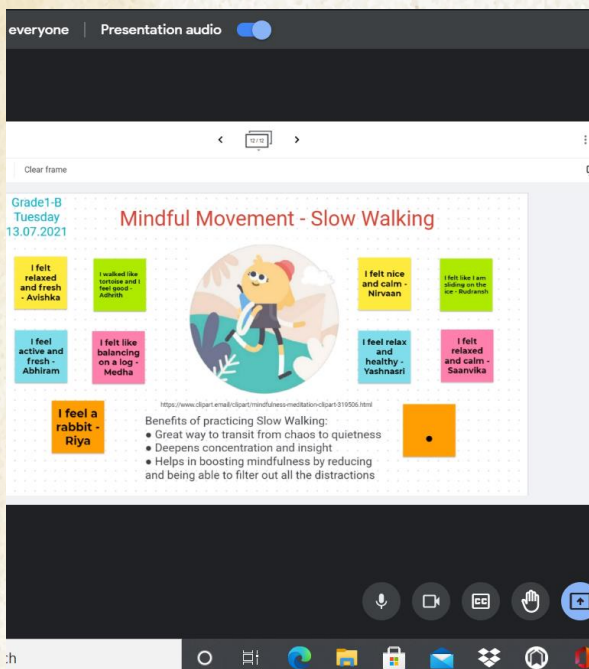 everyone | Presentation audio
12 / 12
Clear frame
Grade1-B
Tuesday
13.07.2021
Mindful Movement - Slow Walking
I felt
relaxed
and fresh
- Avishka
I walked like
tortoise and I
feel good -
Adhrith
I felt nice
and calm -
Nirvaan
I felt like I am
sliding on the
ice - Rudransh
I feel
active and
fresh -
Abhiram
I felt like
balancing
on a log -
Medha
I feel relax
and
healthy -
Yashnasri
I felt
relaxed
and calm -
Saanvika
I feel a
rabbit -
Riya
https://www.clipart.email/clipart/mindfulness-meditation-clipart-319506.html
Benefits of practicing Slow Walking:
● Great way to transit from chaos to quietness
● Deepens concentration and insight
● Helps in boosting mindfulness by reducing
and being able to filter out all the distractions
CC